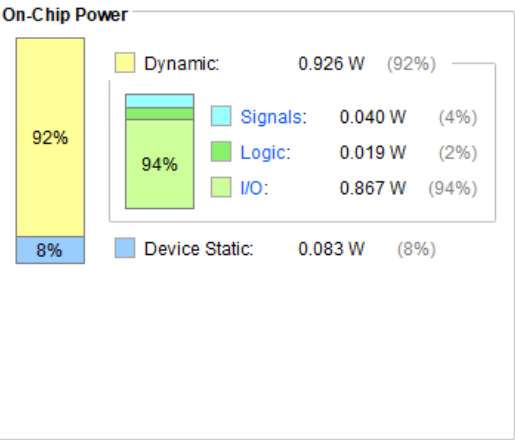 On-Chip Power
Dynamic: 0.926 W (92%)
92%
Signals: 0.040 W (4%)
Logic: 0.019 W (2%)
94%
I/O: 0.867 W (94%)
8%
Device Static: 0.083 W (8%)